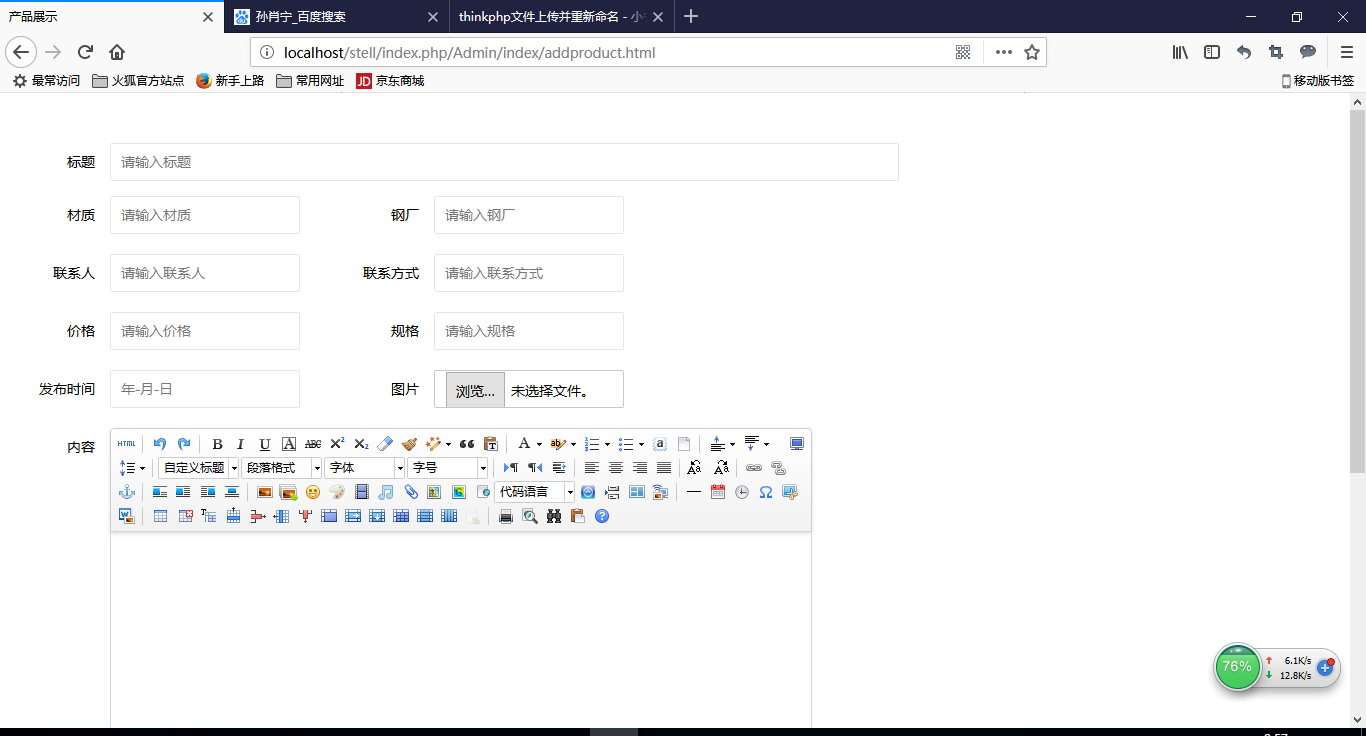 产品展示
孙肖宁_百度搜索
thinkphp文件上传并重新命名 - 小
localhost/stell/index.php/Admin/index/addproduct.html
最常访问 火狐官方站点 新手上路 常用网址 JD 京东商城 移动版书签
标题 请输入标题
材质 请输入材质 钢厂 请输入钢厂
联系人 请输入联系人 联系方式 请输入联系方式
价格 请输入价格 规格 请输入规格
发布时间 年-月-日 图片 浏览... 未选择文件。
内容
HTML B I U A ABC X² X₂ A ab a
自定义标题 段落格式 字体 字号
代码语言 Ω
76% 6.1K/s
12.8K/s